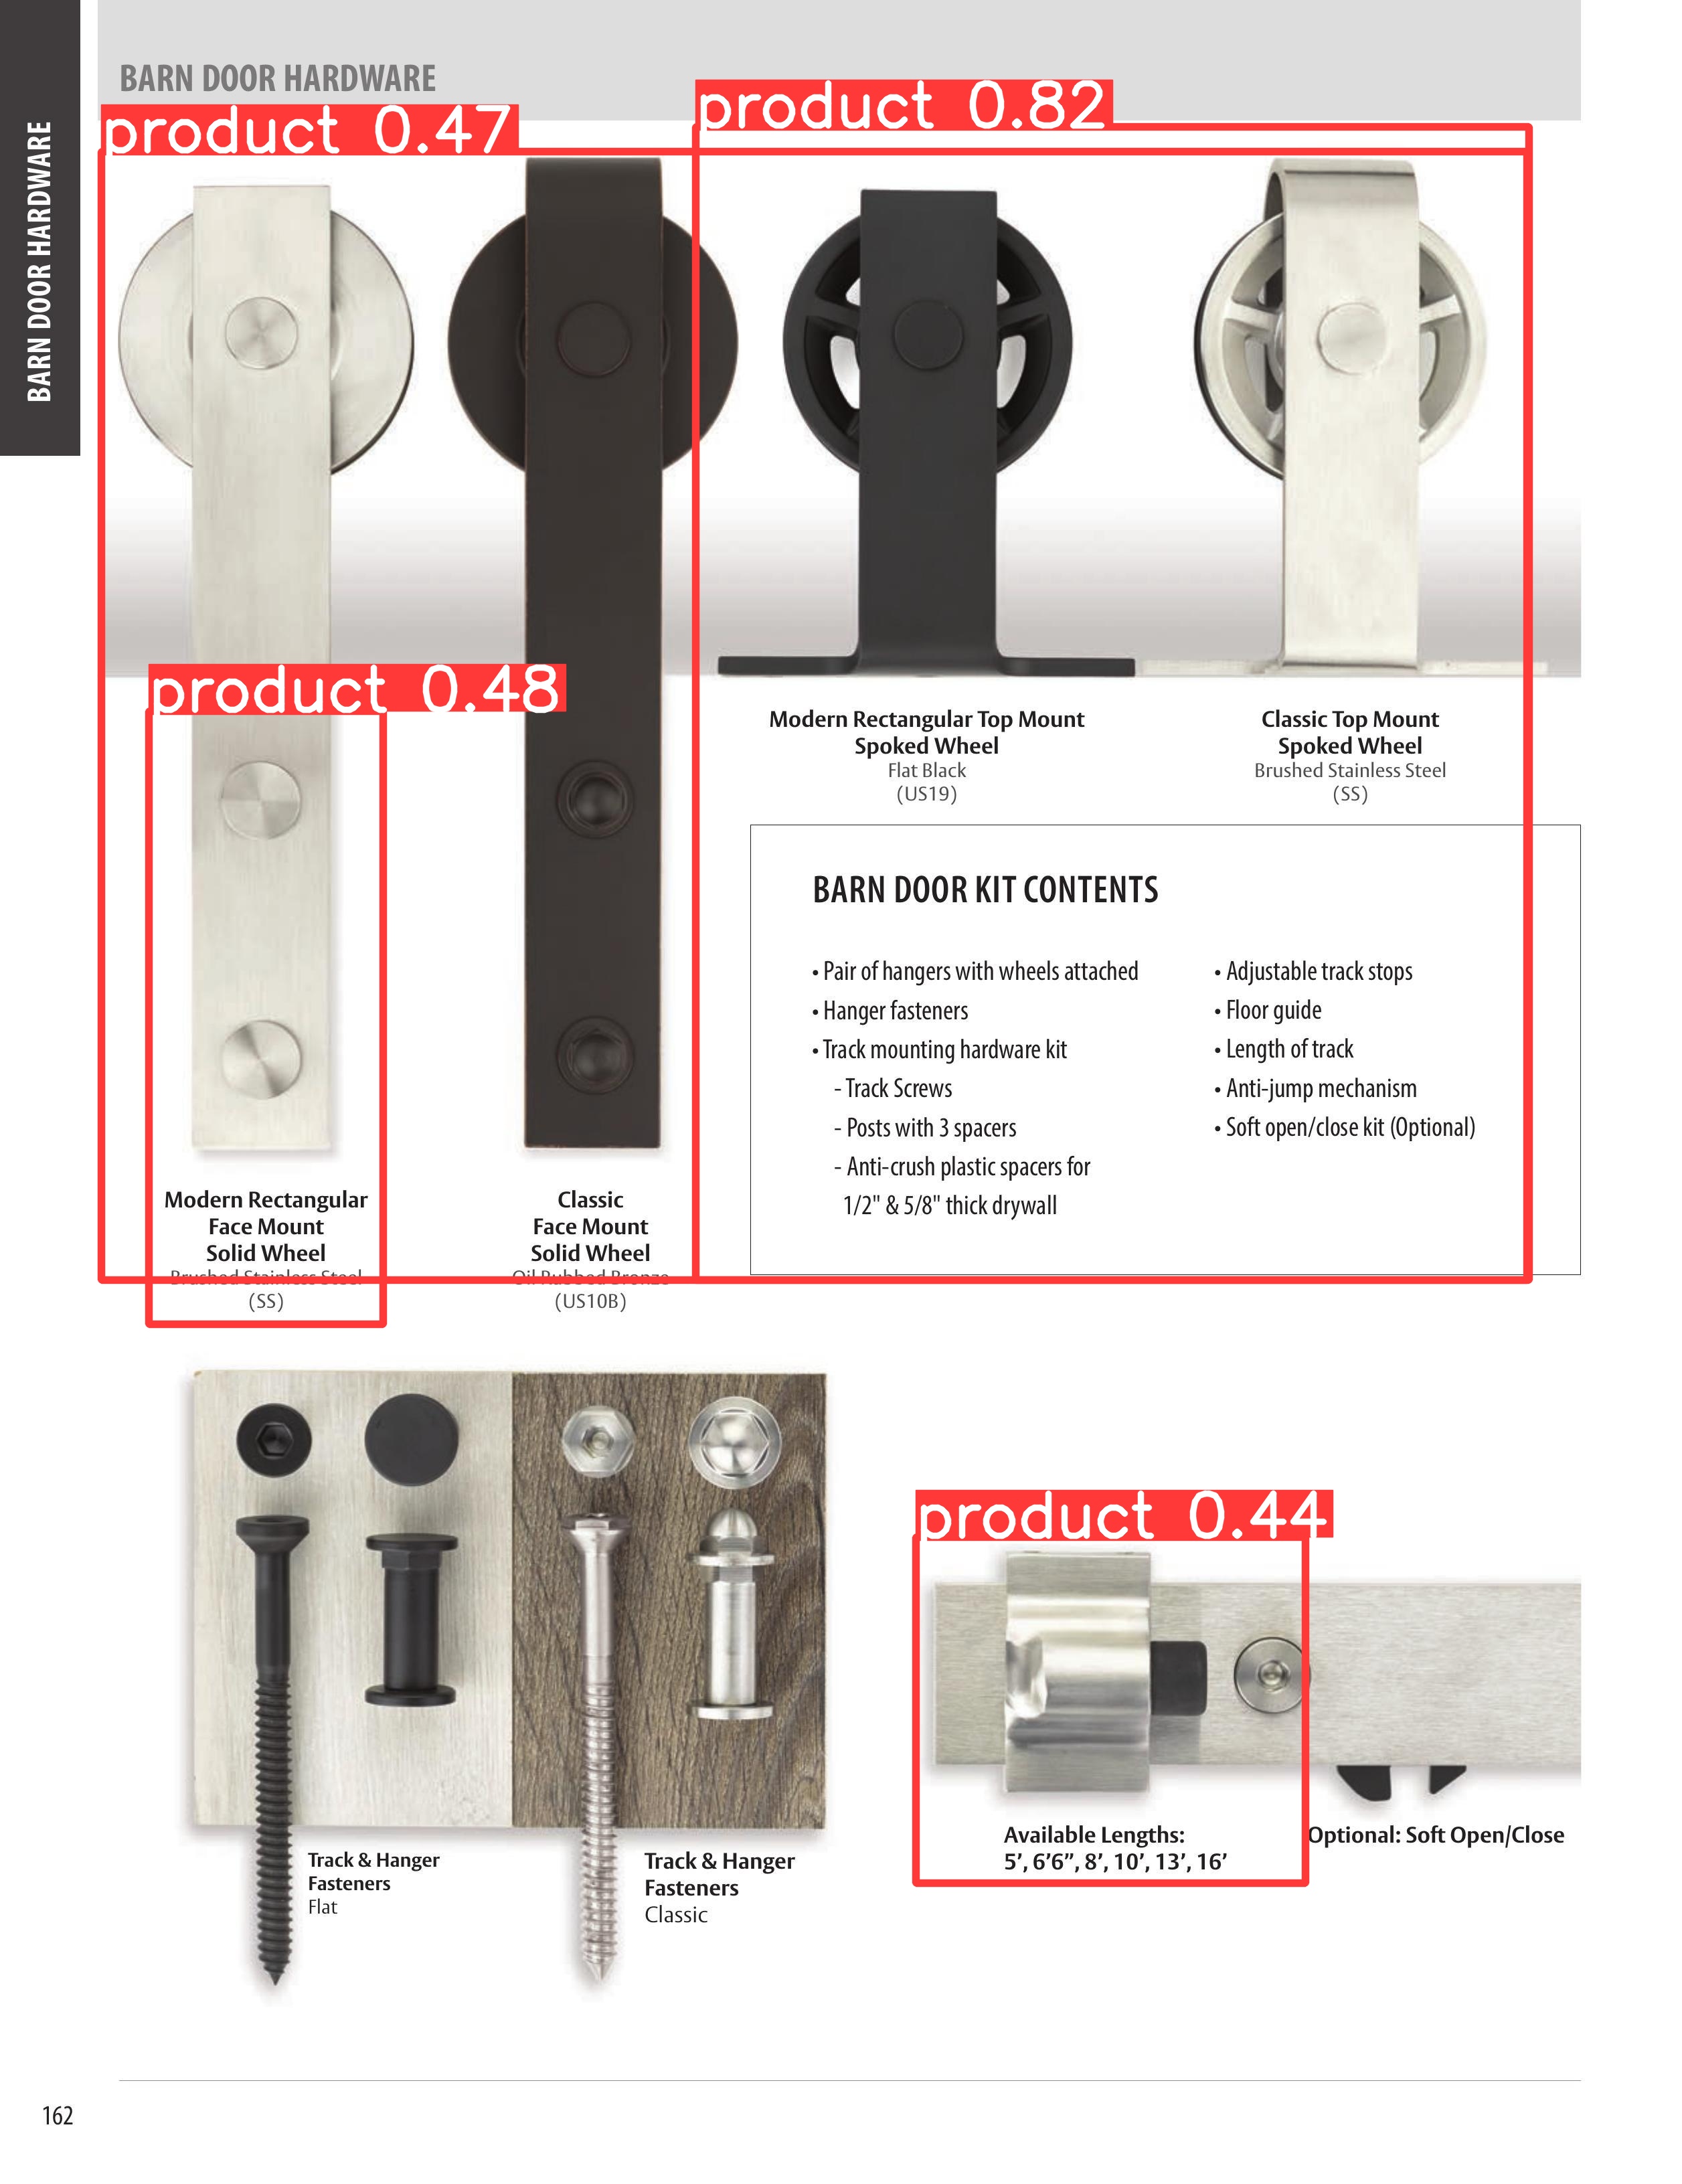 BARN DOOR HARDWARE
BARN DOOR HARDWARE
product 0.47
product 0.82
product 0.48
Modern Rectangular Top Mount
Spoked Wheel
Flat Black
(US19)
Classic Top Mount
Spoked Wheel
Brushed Stainless Steel
(SS)
BARN DOOR KIT CONTENTS
• Pair of hangers with wheels attached
• Hanger fasteners
• Track mounting hardware kit
- Track Screws
- Posts with 3 spacers
- Anti-crush plastic spacers for
1/2" & 5/8" thick drywall
• Adjustable track stops
• Floor guide
• Length of track
• Anti-jump mechanism
• Soft open/close kit (Optional)
Modern Rectangular
Face Mount
Solid Wheel
Brushed Stainless Steel
(SS)
Classic
Face Mount
Solid Wheel
Oil Rubbed Bronze
(US10B)
product 0.44
Track & Hanger
Fasteners
Flat
Track & Hanger
Fasteners
Classic
Available Lengths:
5’, 6’6”, 8’, 10’, 13’, 16’
Optional: Soft Open/Close
162